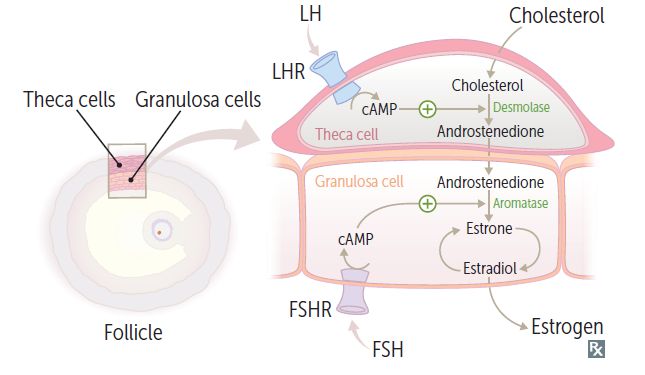 LH
Cholesterol
LHR
Theca cells
Granulosa cells
Cholesterol
cAMP
+
Desmolase
Theca cell
Androstenedione
Granulosa cell
Androstenedione
+
Aromatase
Estrone
cAMP
Estradiol
FSHR
Estrogen
Follicle
FSH
Rx